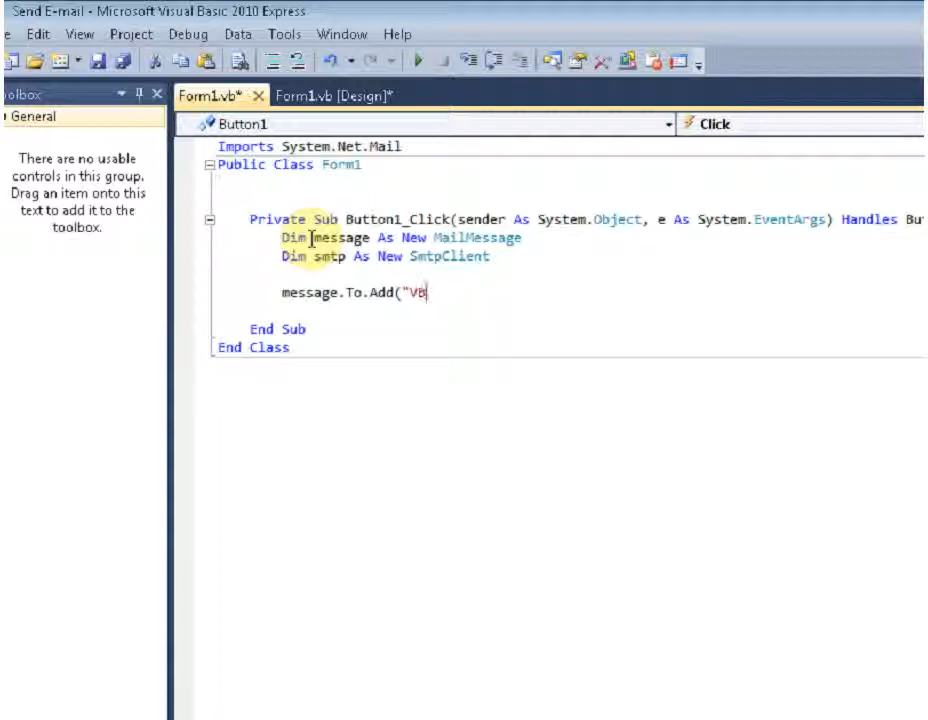 Send E-mail - Microsoft Visual Basic 2010 Express
e Edit View Project Debug Data Tools Window Help
olbox
Form1.vb* Form1.vb [Design]*
General
Button1 Click
There are no usable
controls in this group.
Drag an item onto this
text to add it to the
toolbox.
Imports System.Net.Mail
Public Class Form1
Private Sub Button1_Click(sender As System.Object, e As System.EventArgs) Handles Bu
Dim message As New MailMessage
Dim smtp As New SmtpClient
message.To.Add("VB
End Sub
End Class